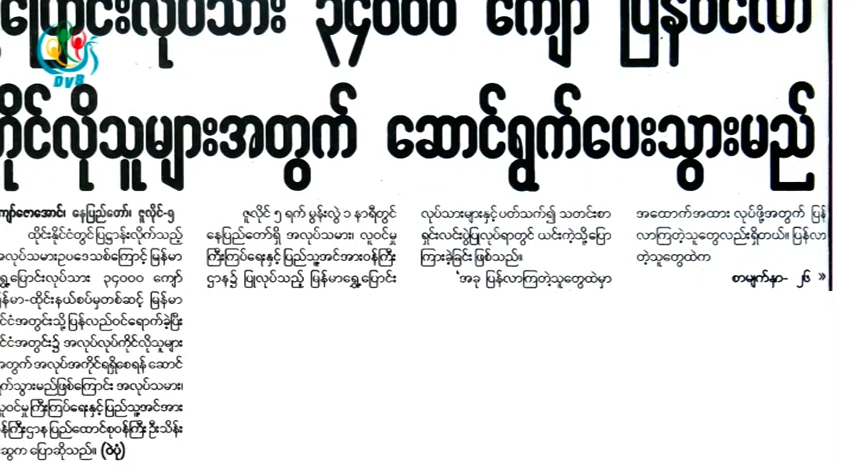 ပြောင်းလုပ်သား ၃၄၀၀၀ ကျော် ပြန်ဝင်လာ
DVB
ကိုင်လိုသူများအတွက် ဆောင်ရွက်ပေးသွားမည်
ကျော်ဇောအောင်၊ နေပြည်တော်၊ ဇူလိုင်-၅
ထိုင်းနိုင်ငံတွင် ပြဋ္ဌာန်းလိုက်သည့်
အလုပ်သမားဥပဒေသစ်ကြောင့် မြန်မာ
ရွှေ့ပြောင်းလုပ်သား ၃၄၀၀၀ ကျော်
မြန်မာ-ထိုင်းနယ်စပ်မှတစ်ဆင့် မြန်မာ
နိုင်ငံအတွင်းသို့ ပြန်လည်ဝင်ရောက်ခဲ့ပြီး
နိုင်ငံအတွင်း၌ အလုပ်လုပ်ကိုင်လိုသူများ
အတွက် အလုပ်အကိုင်ရရှိစေရန် ဆောင်
ရွက်သွားမည်ဖြစ်ကြောင်း အလုပ်သမား၊
လူဝင်မှုကြီးကြပ်ရေးနှင့်ပြည်သူ့အင်အား
ဝန်ကြီးဌာန ပြည်ထောင်စုဝန်ကြီး ဦးသိန်း
ဆွေက ပြောဆိုသည်။ (ဝဲပုံ)
ဇူလိုင် ၅ ရက် မွန်းလွဲ ၁ နာရီတွင်
နေပြည်တော်ရှိ အလုပ်သမား၊ လူဝင်မှု
ကြီးကြပ်ရေးနှင့် ပြည်သူ့အင်အားဝန်ကြီး
ဌာန၌ ပြုလုပ်သည့် မြန်မာရွှေ့ပြောင်း
လုပ်သားများနှင့်ပတ်သက်၍ သတင်းစာ
ရှင်းလင်းပွဲပြုလုပ်ရာတွင် ယင်းကဲ့သို့ပြော
ကြားခဲ့ခြင်း ဖြစ်သည်။
'အခု ပြန်လာကြတဲ့သူတွေထဲမှာ
အထောက်အထား လုပ်ဖို့အတွက် ပြန်
လာကြတဲ့သူတွေလည်းရှိတယ်။ ပြန်လာ
တဲ့သူတွေထဲက
စာမျက်နှာ- ၂၆ »